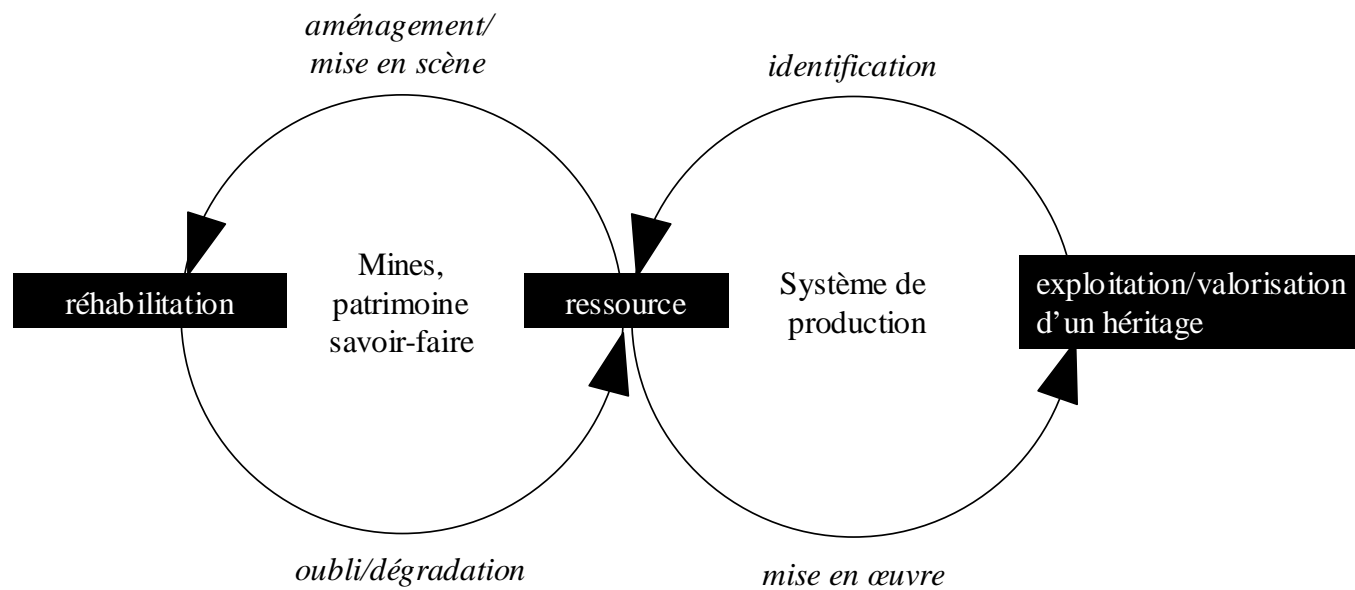 aménagement/
mise en scène
identification
Mines,
patrimoine
savoir-faire
Système de
production
réhabilitation
ressource
exploitation/valorisation
d'un héritage
oubli/dégradation
mise en œuvre